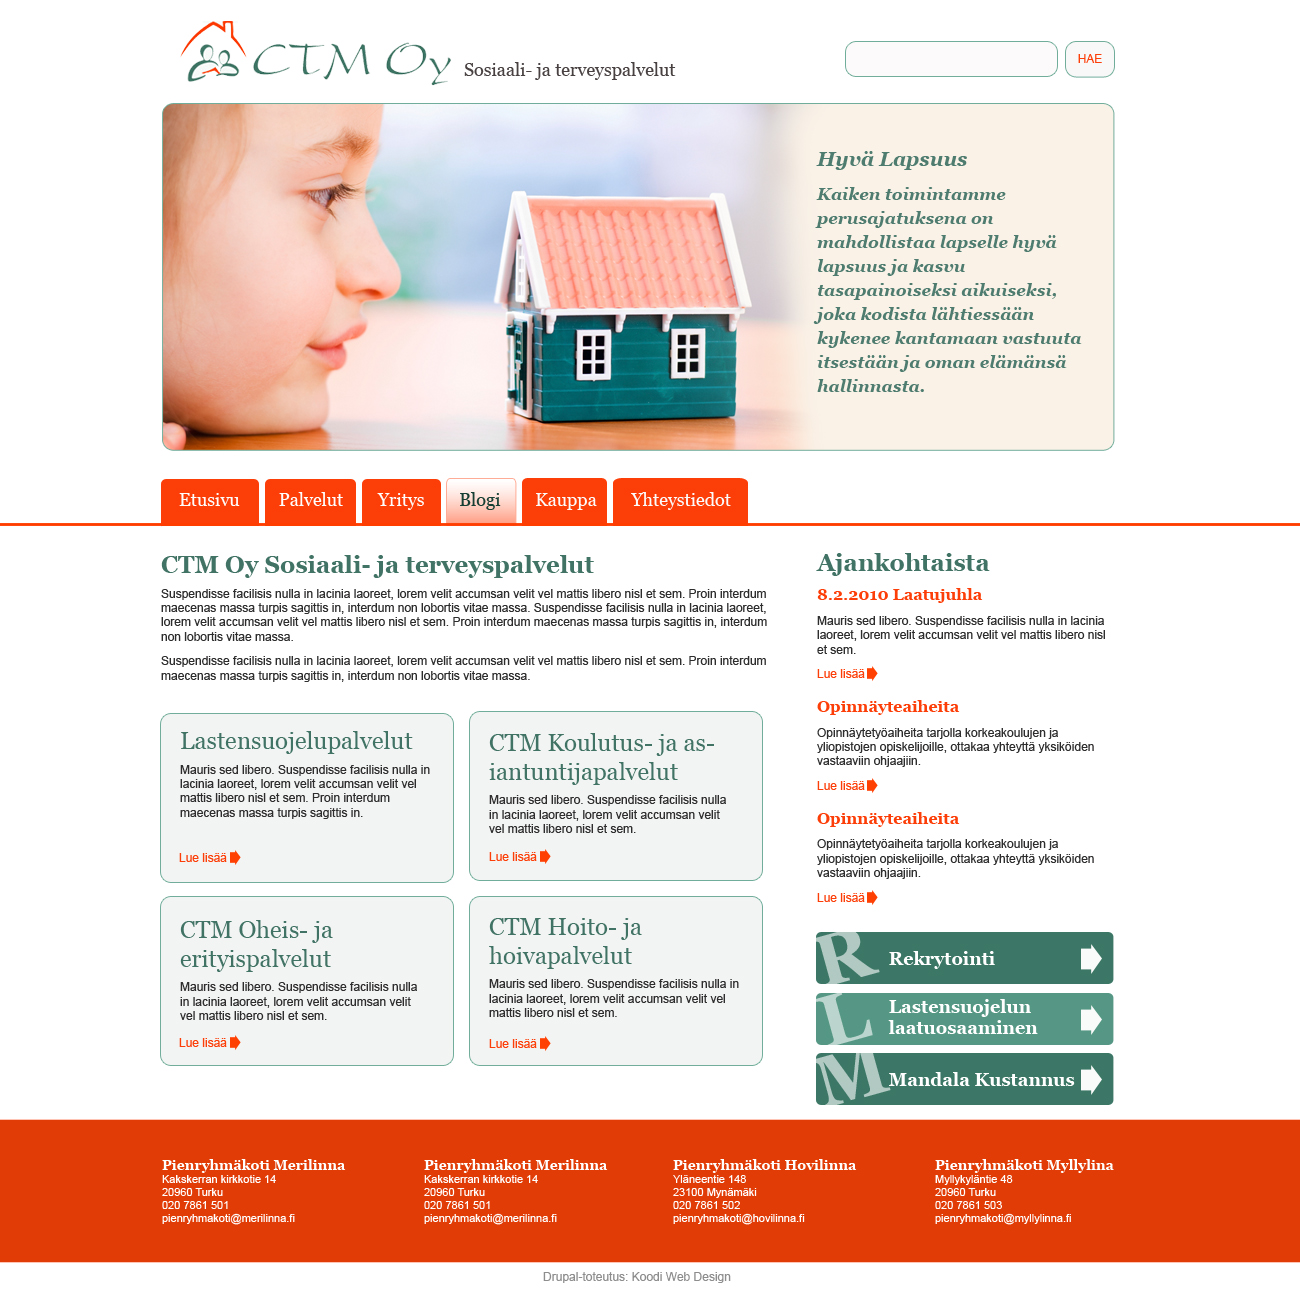 CTM Oy Sosiaali- ja terveyspalvelut
HAE
Hyvä Lapsuus
Kaiken toimintamme
perusajatuksena on
mahdollistaa lapselle hyvä
lapsuus ja kasvu
tasapainoiseksi aikuiseksi,
joka kodista lähtiessään
kykenee kantamaan vastuuta
itsestään ja oman elämänsä
hallinnasta.
Etusivu Palvelut Yritys Blogi Kauppa Yhteystiedot
CTM Oy Sosiaali- ja terveyspalvelut
Suspendisse facilisis nulla in lacinia laoreet, lorem velit accumsan velit vel mattis libero nisl et sem. Proin interdum
maecenas massa turpis sagittis in, interdum non lobortis vitae massa. Suspendisse facilisis nulla in lacinia laoreet,
lorem velit accumsan velit vel mattis libero nisl et sem. Proin interdum maecenas massa turpis sagittis in, interdum
non lobortis vitae massa.
Suspendisse facilisis nulla in lacinia laoreet, lorem velit accumsan velit vel mattis libero nisl et sem. Proin interdum
maecenas massa turpis sagittis in, interdum non lobortis vitae massa.
Lastensuojelupalvelut
Mauris sed libero. Suspendisse facilisis nulla in
lacinia laoreet, lorem velit accumsan velit vel
mattis libero nisl et sem. Proin interdum
maecenas massa turpis sagittis in.
Lue lisää
CTM Koulutus- ja as-
iantuntijapalvelut
Mauris sed libero. Suspendisse facilisis nulla
in lacinia laoreet, lorem velit accumsan velit
vel mattis libero nisl et sem.
Lue lisää
CTM Oheis- ja
erityispalvelut
Mauris sed libero. Suspendisse facilisis nulla
in lacinia laoreet, lorem velit accumsan velit
vel mattis libero nisl et sem.
Lue lisää
CTM Hoito- ja
hoivapalvelut
Mauris sed libero. Suspendisse facilisis nulla in
lacinia laoreet, lorem velit accumsan velit vel
mattis libero nisl et sem.
Lue lisää
Ajankohtaista
8.2.2010 Laatujuhla
Mauris sed libero. Suspendisse facilisis nulla in lacinia
laoreet, lorem velit accumsan velit vel mattis libero nisl
et sem.
Lue lisää
Opinnäyteaiheita
Opinnäytetyöaiheita tarjolla korkeakoulujen ja
yliopistojen opiskelijoille, ottakaa yhteyttä yksiköiden
vastaaviin ohjaajiin.
Lue lisää
Opinnäyteaiheita
Opinnäytetyöaiheita tarjolla korkeakoulujen ja
yliopistojen opiskelijoille, ottakaa yhteyttä yksiköiden
vastaaviin ohjaajiin.
Lue lisää
R Rekrytointi
L Lastensuojelun
laatuosaaminen
M Mandala Kustannus
Pienryhmäkoti Merilinna
Kakskerran kirkkotie 14
20960 Turku
020 7861 501
pienryhmakoti@merilinna.fi
Pienryhmäkoti Merilinna
Kakskerran kirkkotie 14
20960 Turku
020 7861 501
pienryhmakoti@merilinna.fi
Pienryhmäkoti Hovilinna
Yläneentie 148
23100 Mynämäki
020 7861 502
pienryhmakoti@hovilinna.fi
Pienryhmäkoti Myllylina
Myllykyläntie 48
20960 Turku
020 7861 503
pienryhmakoti@myllylinna.fi
Drupal-toteutus: Koodi Web Design